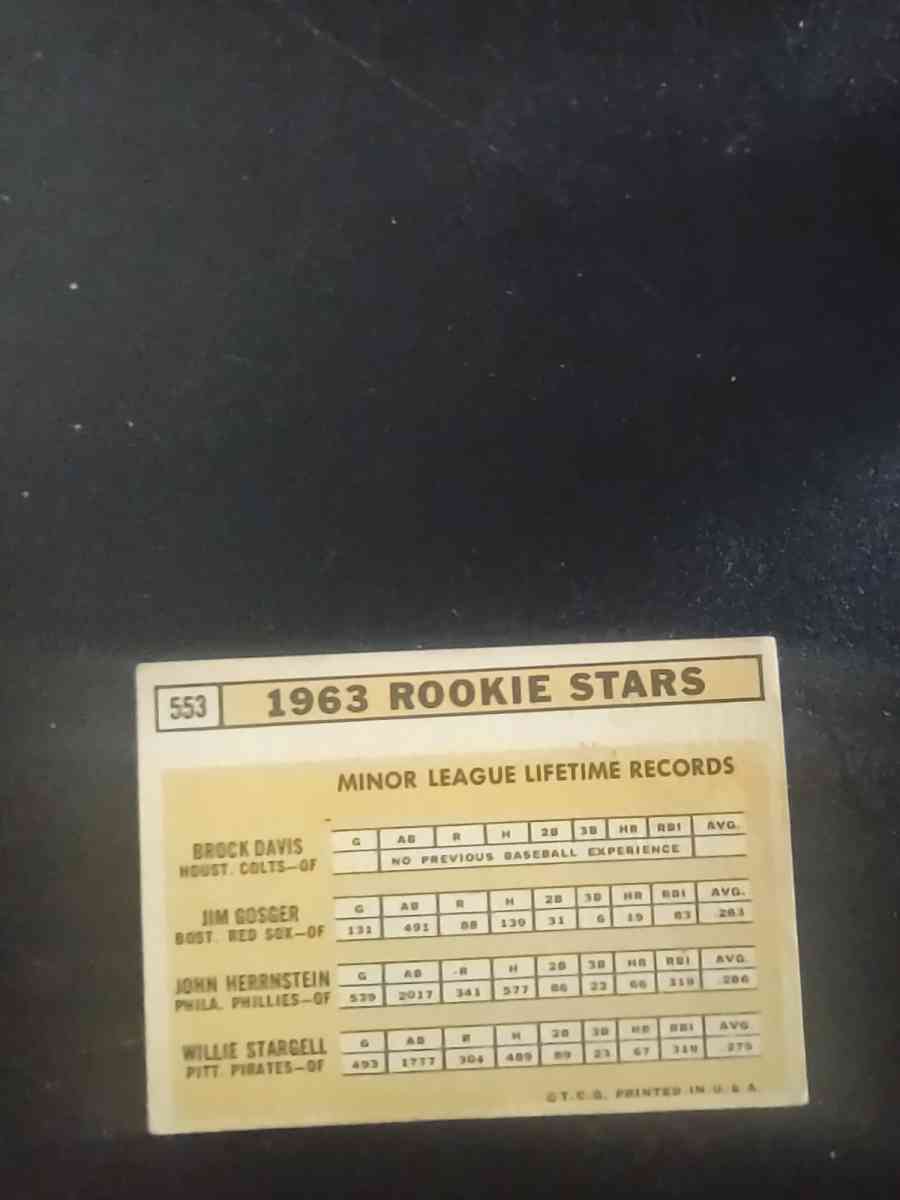 553 1963 ROOKIE STARS
MINOR LEAGUE LIFETIME RECORDS
BROCK DAVIS
HOUST. COLTS—OF
G AB R H 2B 3B HR RBI AVG.
NO PREVIOUS BASEBALL EXPERIENCE
JIM GOSGER
BOST. RED SOX—OF
G AB R H 2B 3B HR RBI AVG.
131 491 88 139 31 6 19 83 .283
JOHN HERRNSTEIN
PHILA. PHILLIES—OF
G AB R H 2B 3B HR RBI AVG.
539 2017 341 577 86 23 66 319 .286
WILLIE STARGELL
PITT. PIRATES—OF
G AB R H 2B 3B HR RBI AVG.
493 1777 304 489 89 23 67 319 .275
©T.C.G. PRINTED IN U.S.A.